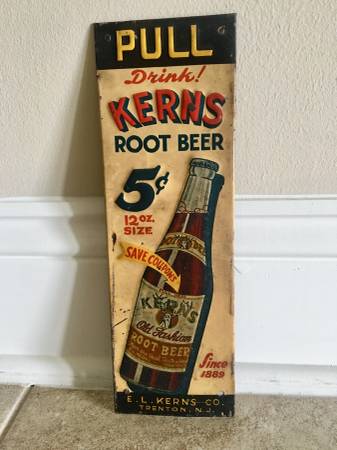 PULL
Drink!
KERNS
ROOT BEER
5¢
12 OZ.
SIZE
SAVE COUPONS
KERNS
Old Fashion
ROOT BEER
Since
1889
E. L. KERNS CO.
TRENTON, N.J.